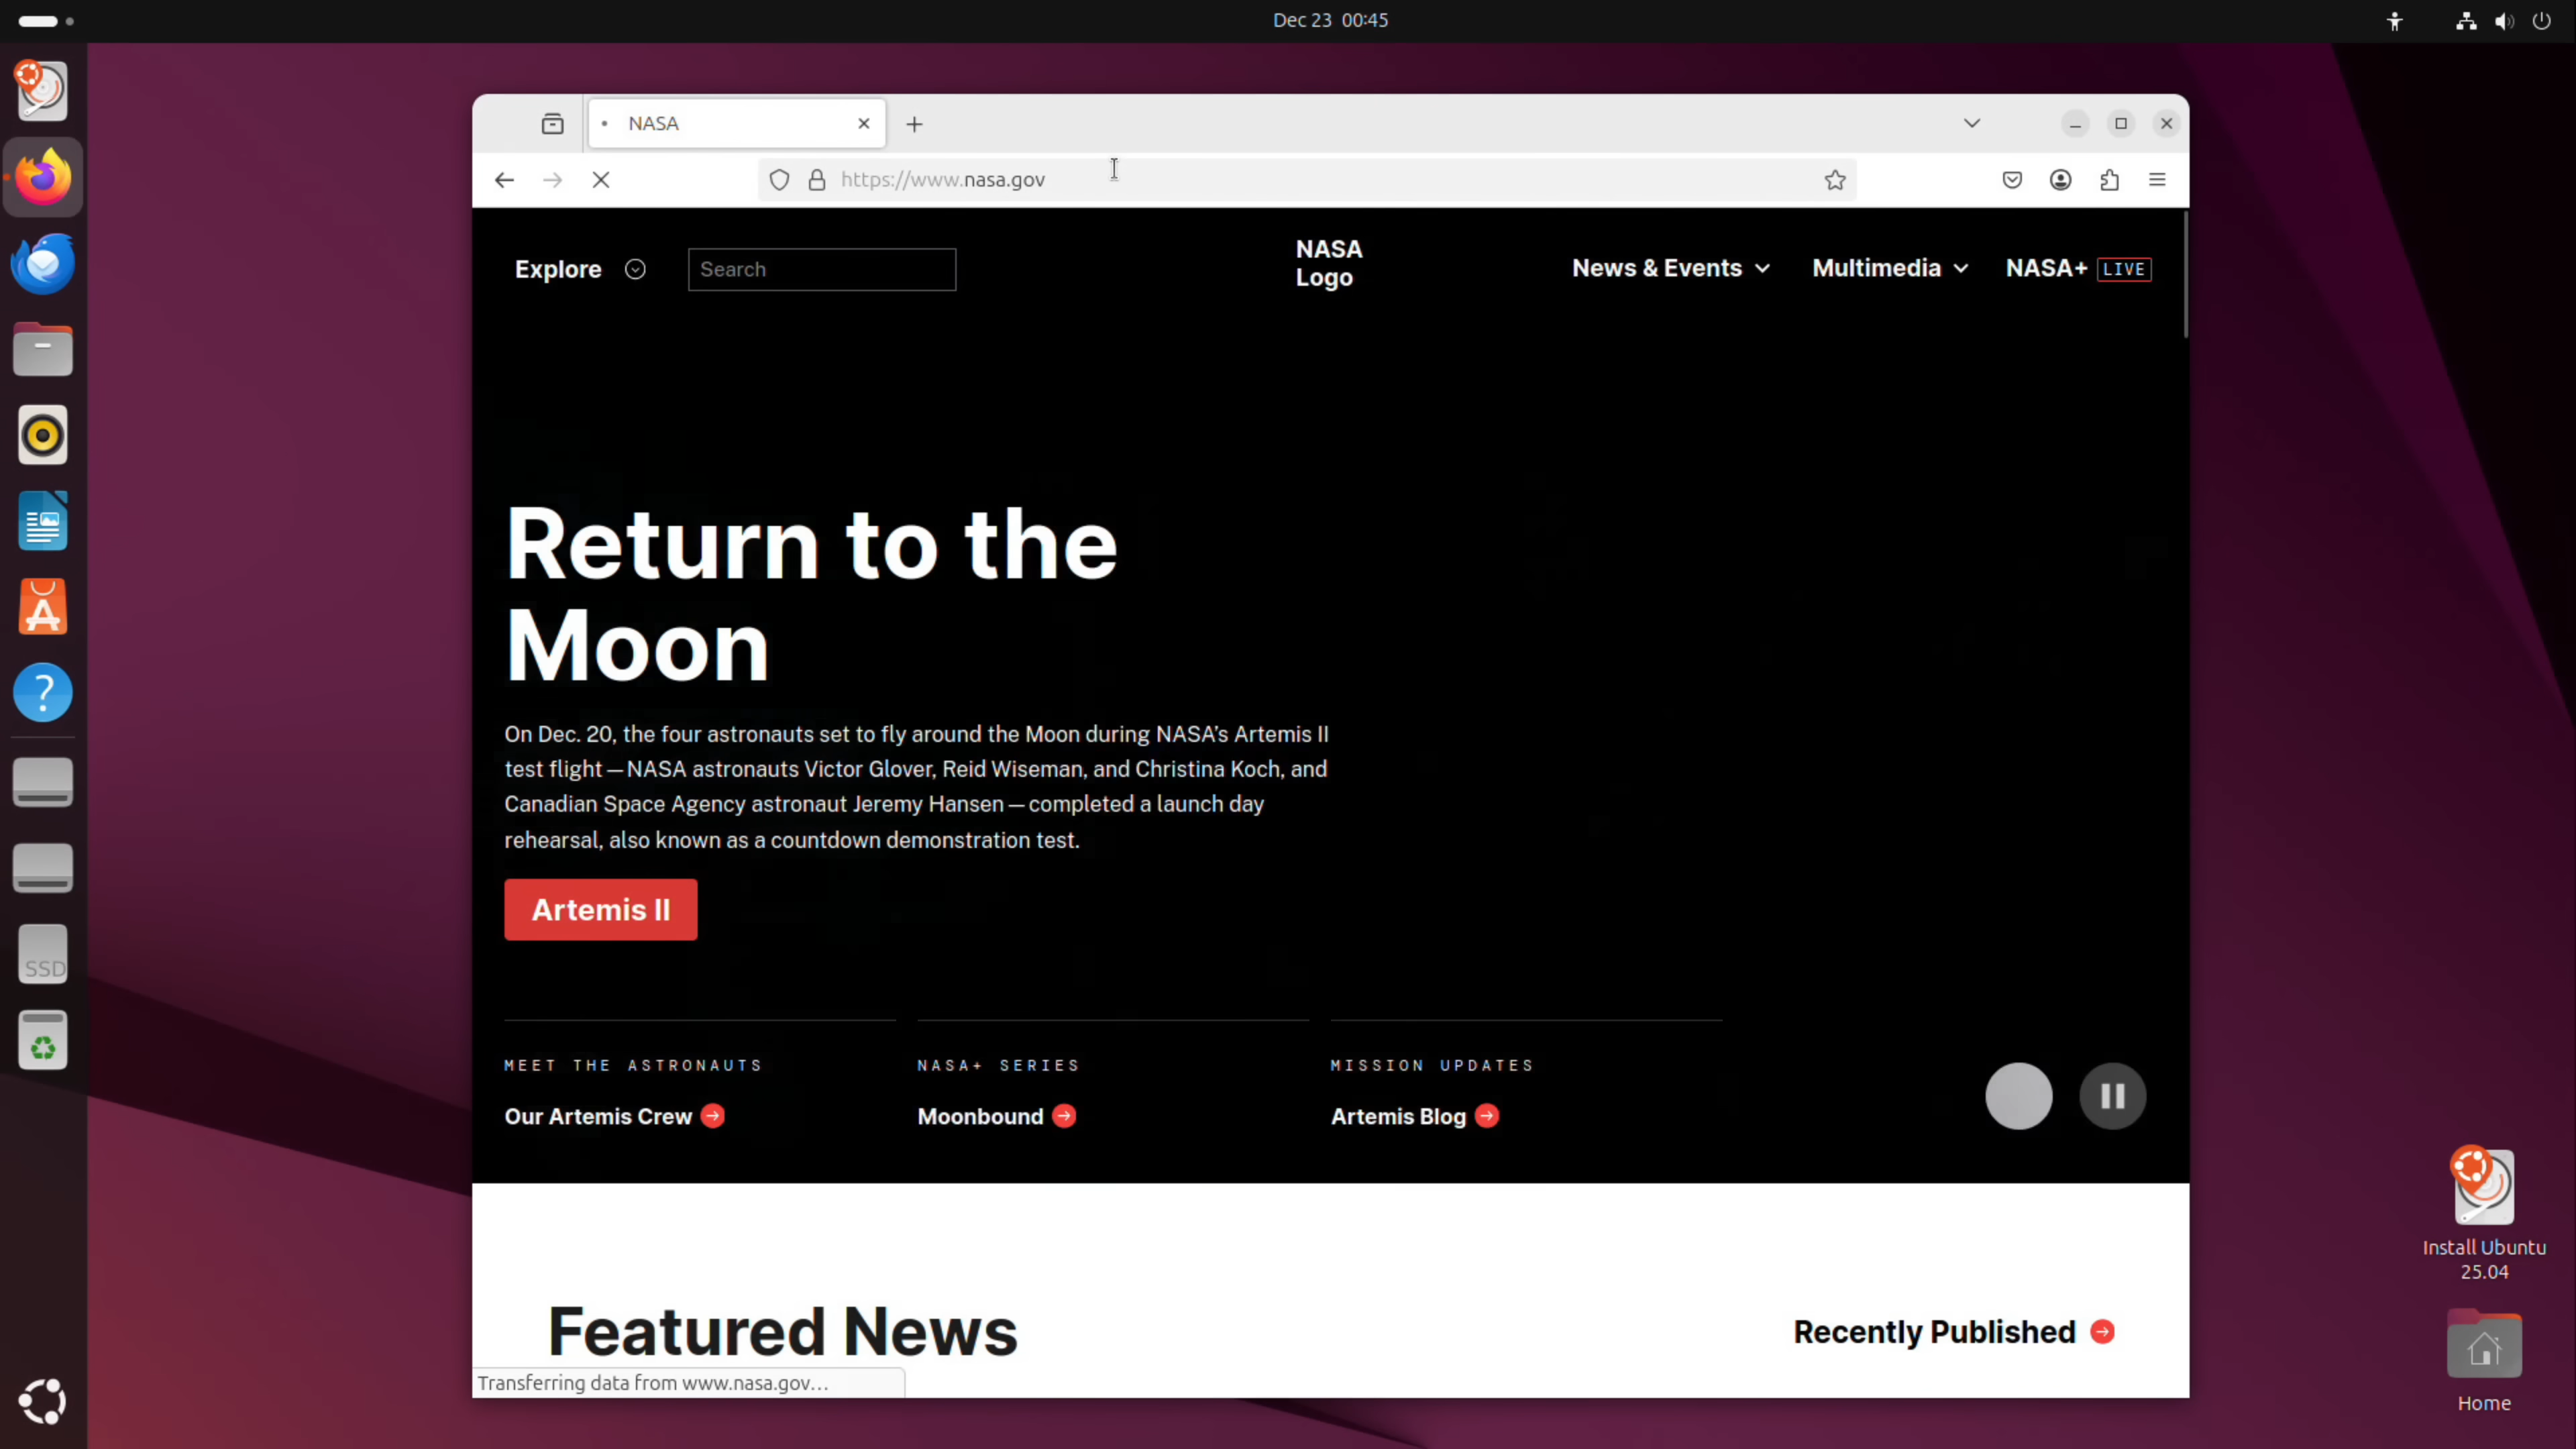 Dec 23 00:45
NASA
https://www.nasa.gov
Explore
Search
NASA
Logo
News & Events
Multimedia
NASA+ LIVE
Return to the
Moon
On Dec. 20, the four astronauts set to fly around the Moon during NASA's Artemis II
test flight — NASA astronauts Victor Glover, Reid Wiseman, and Christina Koch, and
Canadian Space Agency astronaut Jeremy Hansen — completed a launch day
rehearsal, also known as a countdown demonstration test.
Artemis II
MEET THE ASTRONAUTS
Our Artemis Crew
NASA+ SERIES
Moonbound
MISSION UPDATES
Artemis Blog
Featured News
Recently Published
Transferring data from www.nasa.gov…
SSD
Install Ubuntu
25.04
Home